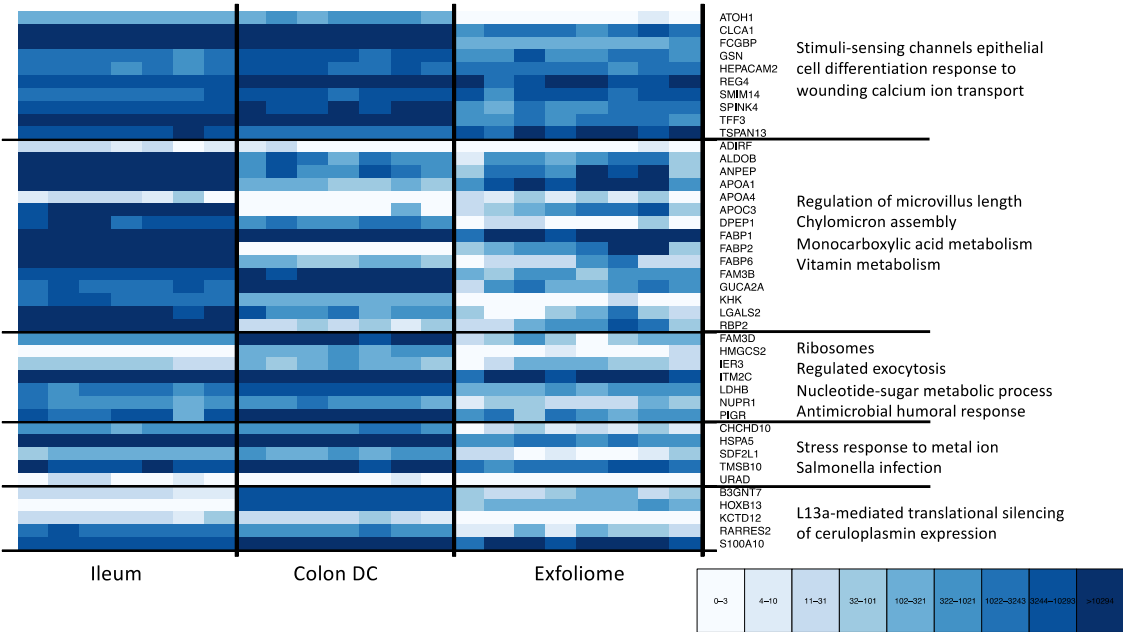 ATOH1
CLCA1
FCGBP
GSN
HEPACAM2
REG4
SMIM14
SPINK4
TFF3
TSPAN13
Stimuli-sensing channels epithelial
cell differentiation response to
wounding calcium ion transport
ADIRF
ALDOB
ANPEP
APOA1
APOA4
APOC3
DPEP1
FABP1
FABP2
FABP6
FAM3B
GUCA2A
KHK
LGALS2
RBP2
Regulation of microvillus length
Chylomicron assembly
Monocarboxylic acid metabolism
Vitamin metabolism
FAM3D
HMGCS2
IER3
ITM2C
LDHB
NUPR1
PIGR
Ribosomes
Regulated exocytosis
Nucleotide-sugar metabolic process
Antimicrobial humoral response
CHCHD10
HSPA5
SDF2L1
TMSB10
URAD
Stress response to metal ion
Salmonella infection
B3GNT7
HOXB13
KCTD12
RARRES2
S100A10
L13a-mediated translational silencing
of ceruloplasmin expression
Ileum
Colon DC
Exfoliome
0–3
4–10
11–31
32–101
102–321
322–1021
1022–3243
3244–10293
>10294